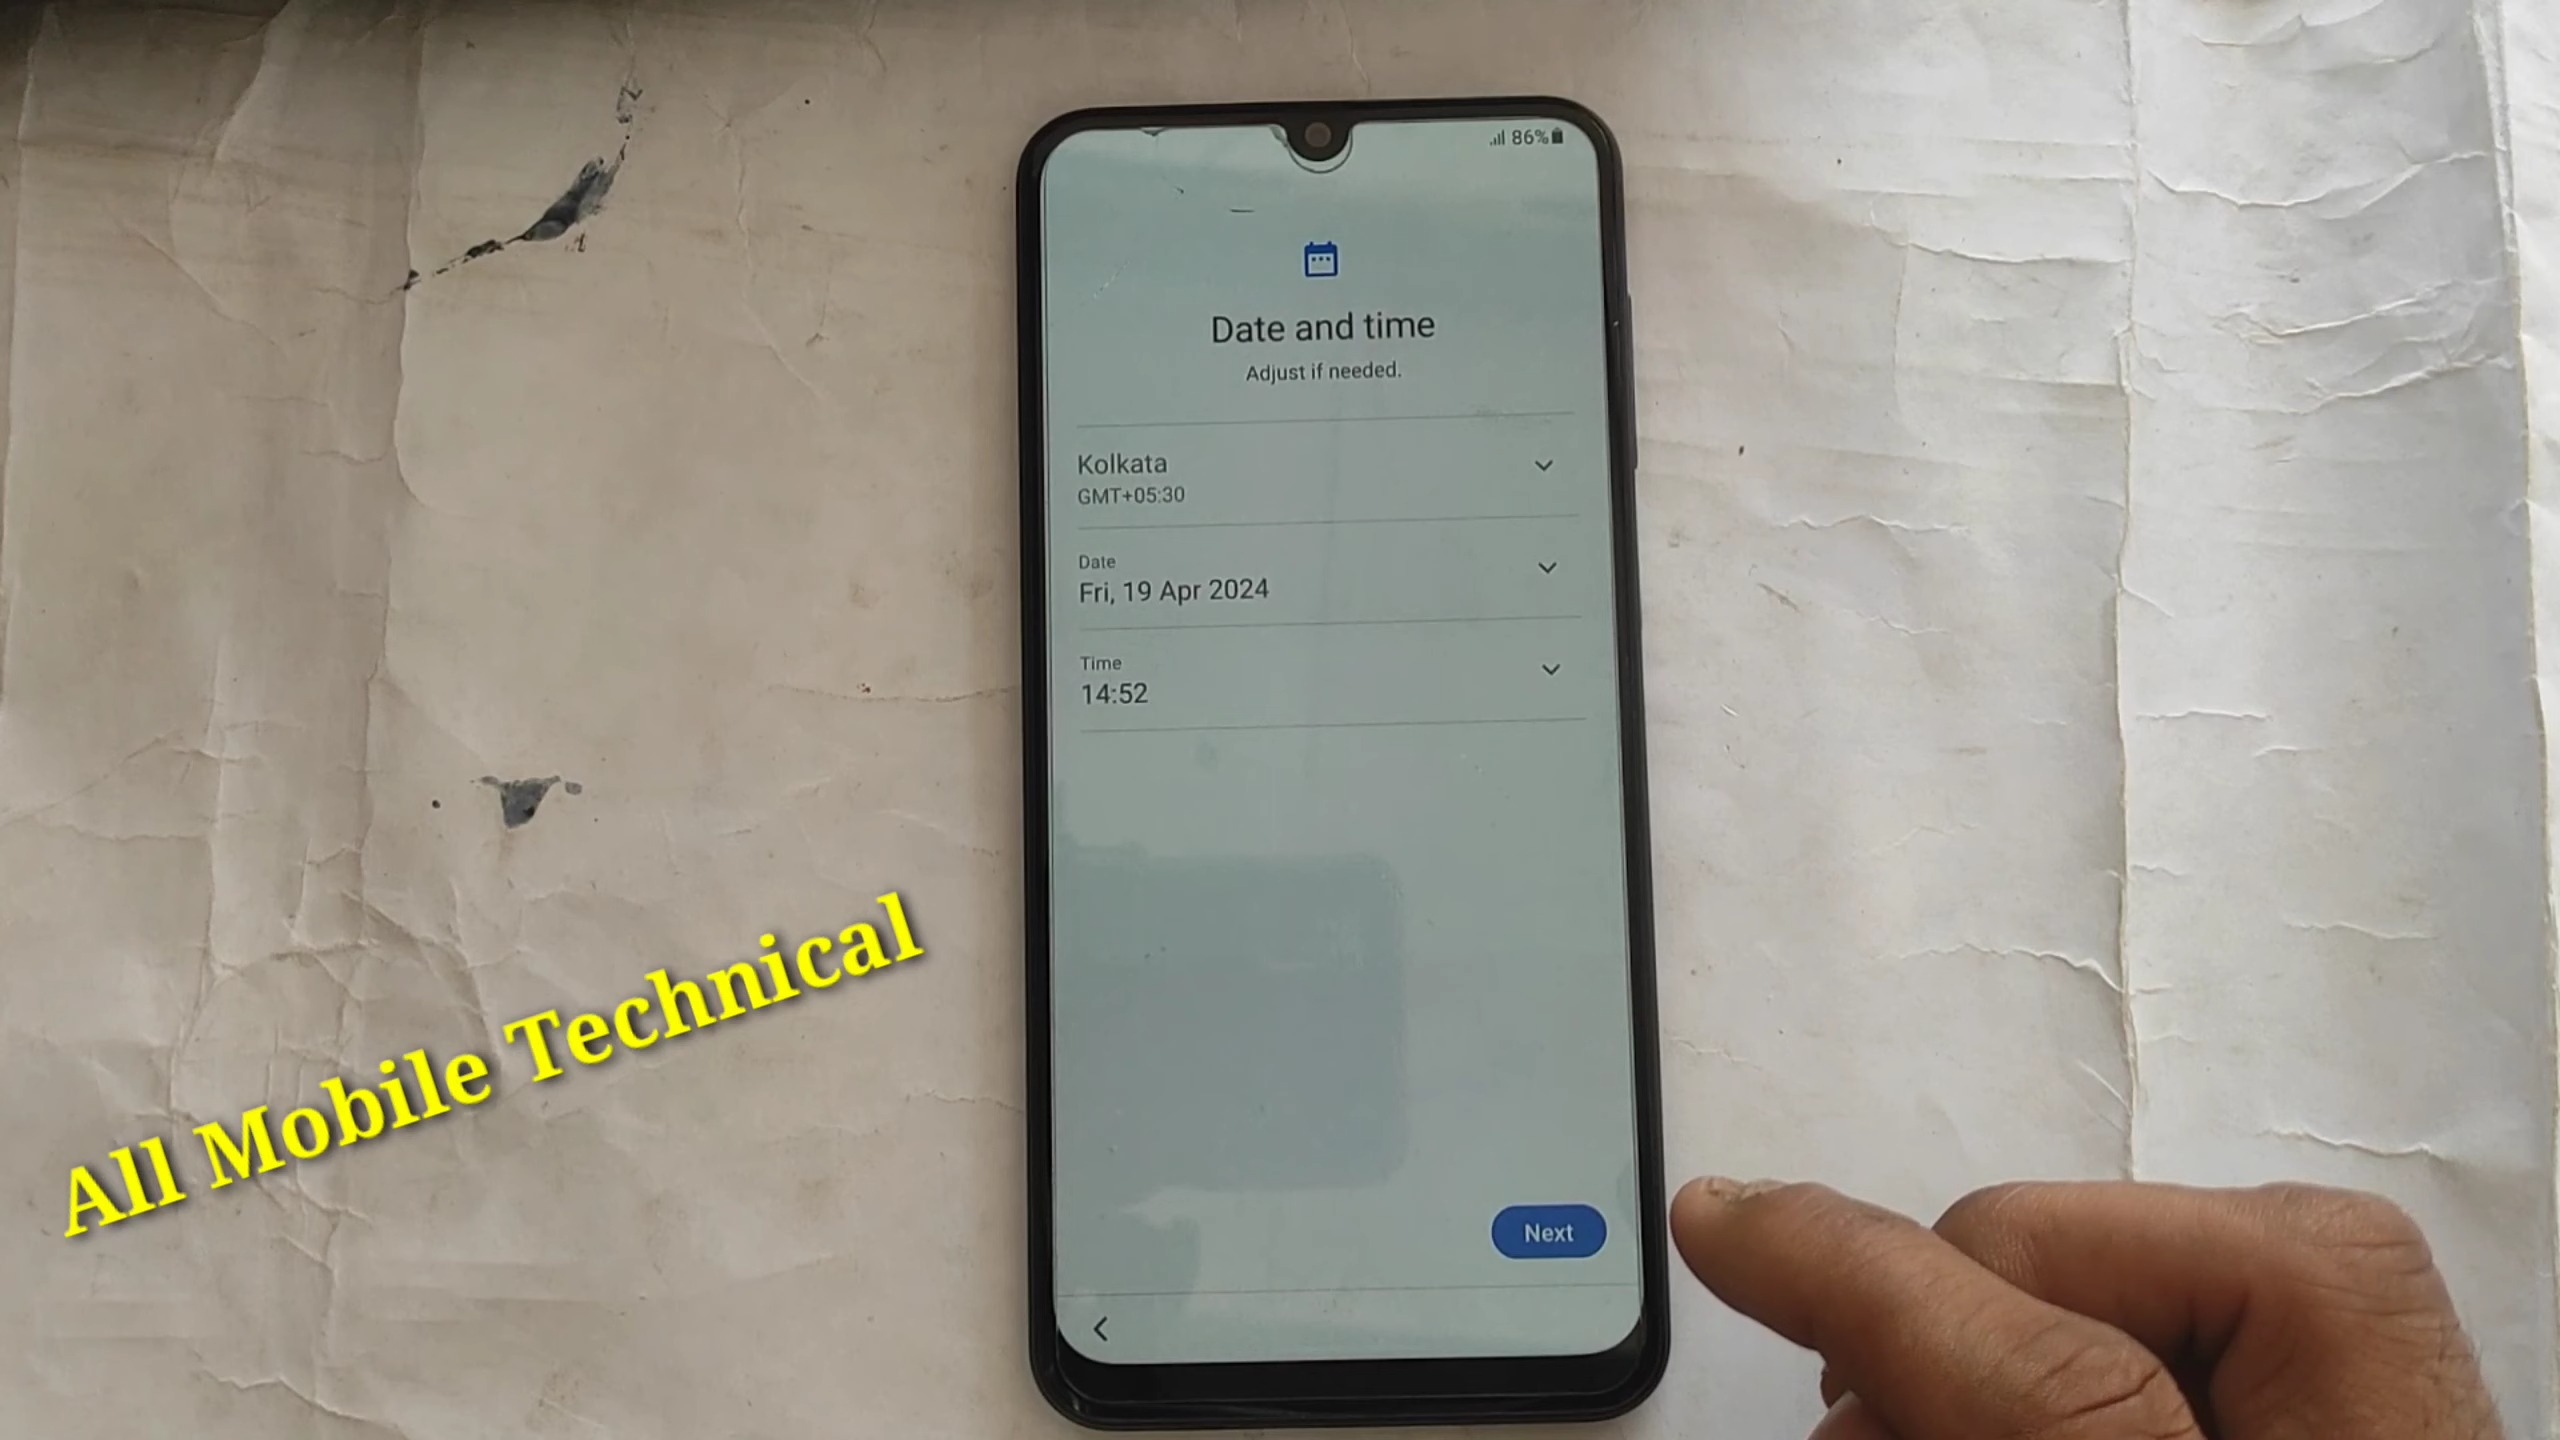 86%
Date and time
Adjust if needed.
Kolkata
GMT+05:30
Date
Fri, 19 Apr 2024
Time
14:52
Next
All Mobile Technical